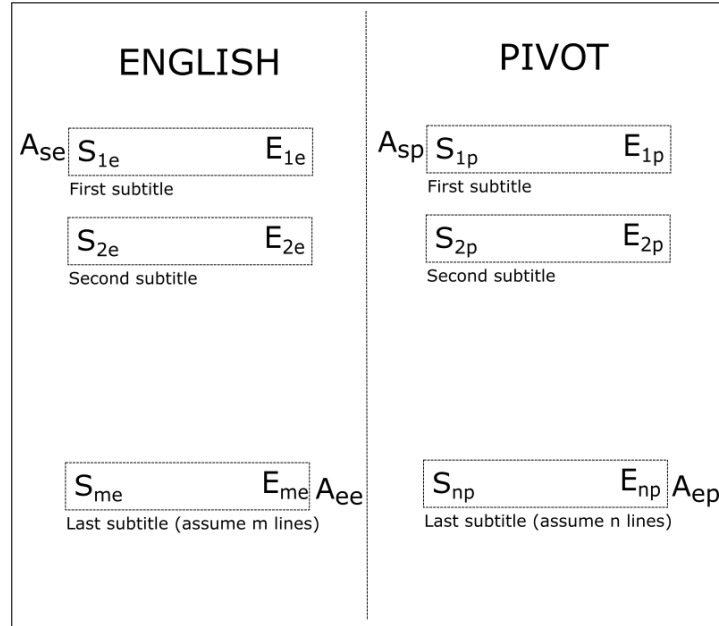 ENGLISH
Ase S1e E1e
First subtitle
S2e E2e
Second subtitle
Sme Eme Aee
Last subtitle (assume m lines)
PIVOT
Asp S1p E1p
First subtitle
S2p E2p
Second subtitle
Snp Enp Aep
Last subtitle (assume n lines)